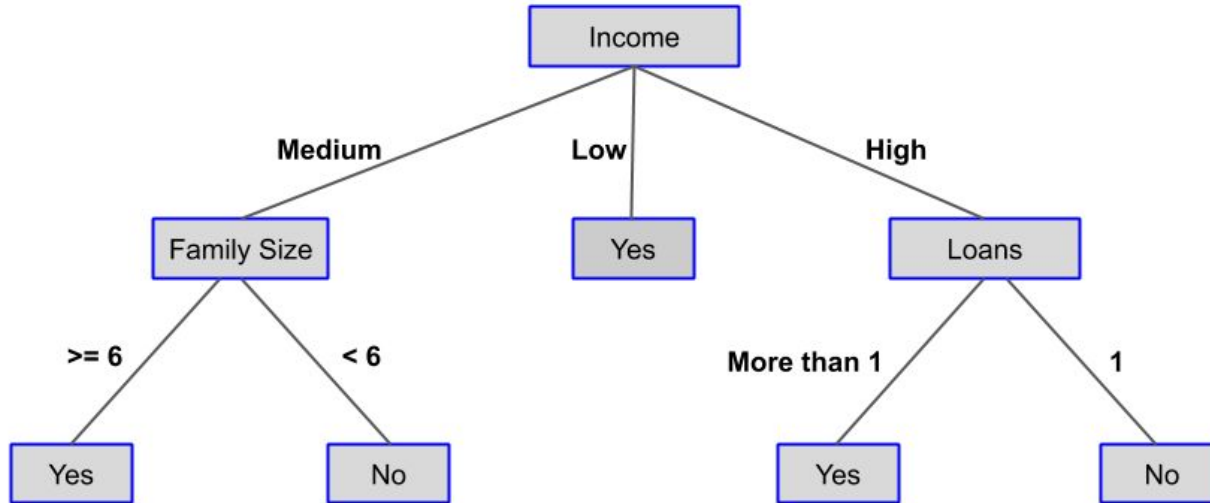 Income
Medium
Low
High
Family Size
Yes
Loans
>= 6
< 6
More than 1
1
Yes
No
Yes
No